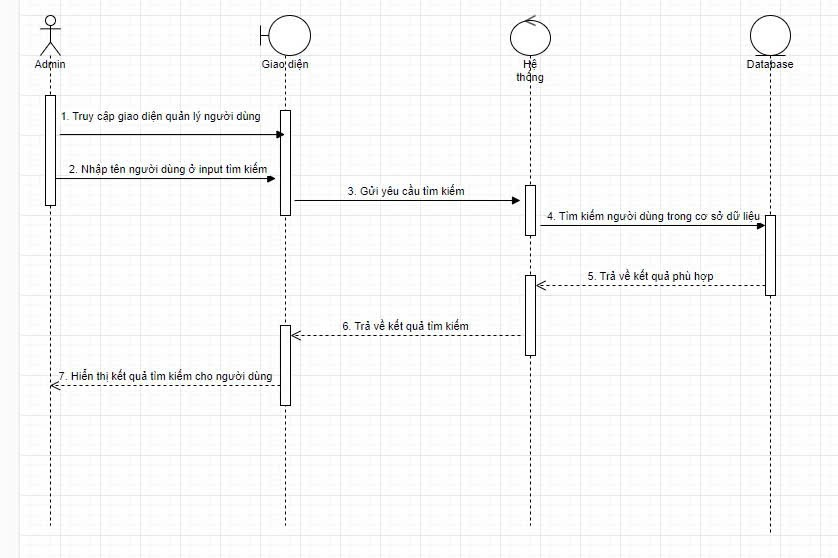 Admin
Giao diện
Hệ
thống
Database
1. Truy cập giao diện quản lý người dùng
2. Nhập tên người dùng ở input tìm kiếm
3. Gửi yêu cầu tìm kiếm
4. Tìm kiếm người dùng trong cơ sở dữ liệu
5. Trả về kết quả phù hợp
6. Trả về kết quả tìm kiếm
7. Hiển thị kết quả tìm kiếm cho người dùng